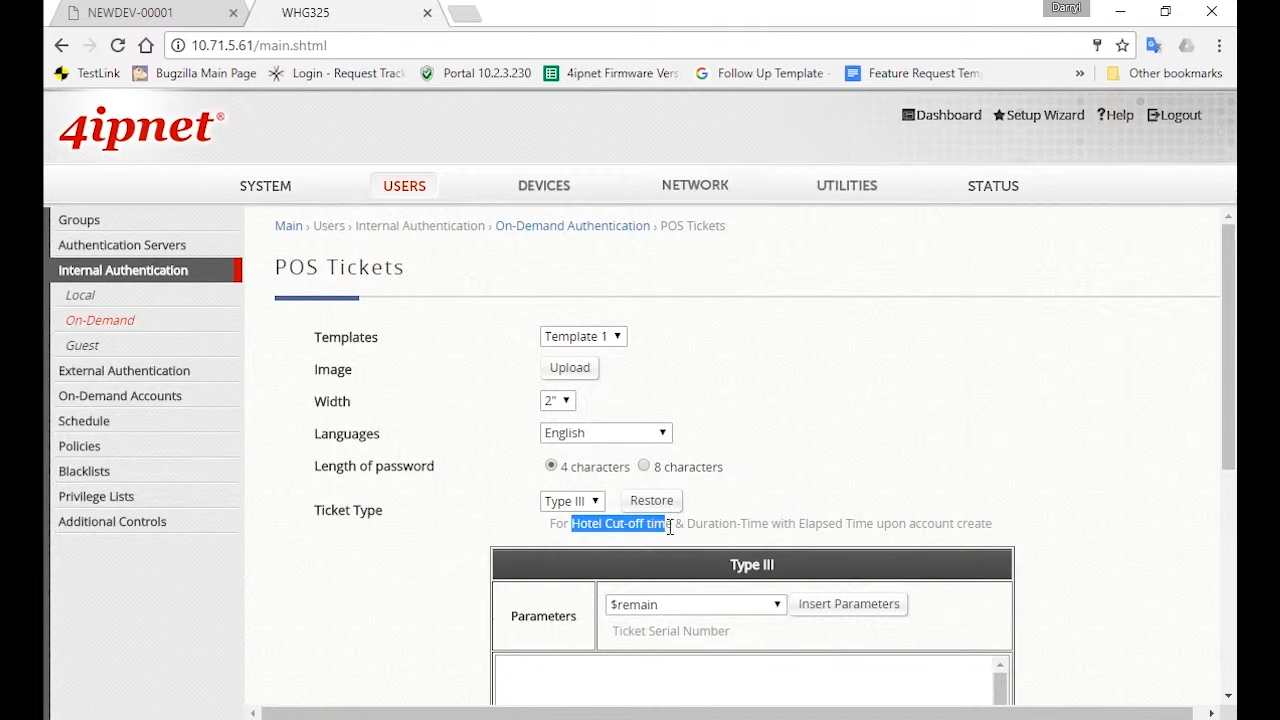 NEWDEV-00001
WHG325
Darryl
10.71.5.61/main.shtml
TestLink
Bugzilla Main Page
Login - Request Track
Portal 10.2.3.230
4ipnet Firmware Vers
Follow Up Template -
Feature Request Tem
»
Other bookmarks
4ipnet®
Dashboard
Setup Wizard
?Help
Logout
SYSTEM
USERS
DEVICES
NETWORK
UTILITIES
STATUS
Groups
Authentication Servers
Internal Authentication
Local
On-Demand
Guest
External Authentication
On-Demand Accounts
Schedule
Policies
Blacklists
Privilege Lists
Additional Controls
Main › Users › Internal Authentication › On-Demand Authentication › POS Tickets
POS Tickets
Templates Template 1
Image Upload
Width 2"
Languages English
Length of password 4 characters 8 characters
Ticket Type Type III Restore
For Hotel Cut-off time & Duration-Time with Elapsed Time upon account create
Type III
Parameters $remain Insert Parameters
Ticket Serial Number